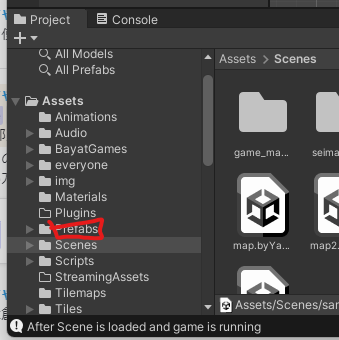 Project
Console
All Models
All Prefabs
Assets
Animations
Audio
BayatGames
everyone
img
Materials
Plugins
Prefabs
Scenes
Scripts
StreamingAssets
Tilemaps
Tiles
Assets > Scenes
game_ma...
seima
map.byYa...
map2.
Assets/Scenes/sar
After Scene is loaded and game is running